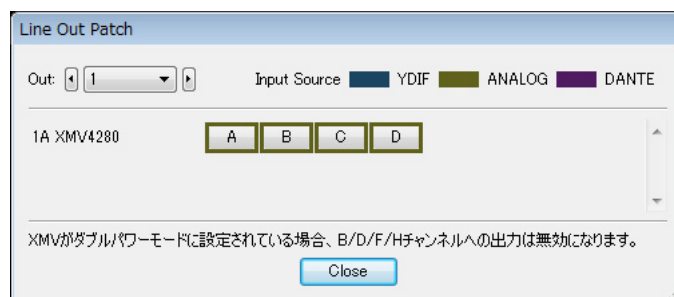 Line Out Patch
Out: 1 Input Source YDIF ANALOG DANTE
1A XMV4280 A B C D
XMVがダブルパワーモードに設定されている場合、B/D/F/Hチャンネルへの出力は無効になります。
Close